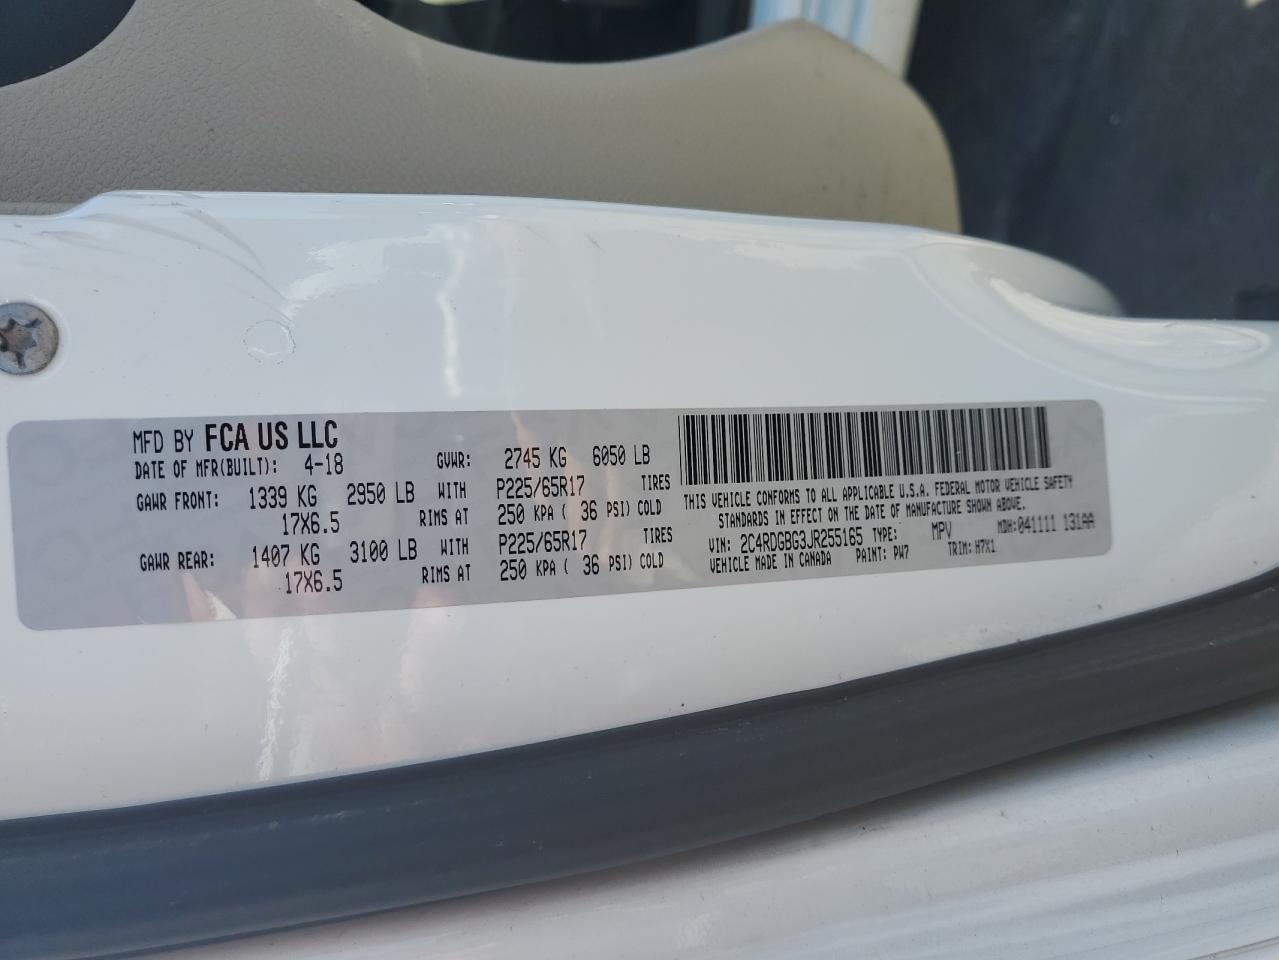 MFD BY FCA US LLC
DATE OF MFR(BUILT): 4-18 GVWR: 2745 KG 6050 LB
GAWR FRONT: 1339 KG 2950 LB WITH P225/65R17 TIRES
17X6.5 RIMS AT 250 KPA ( 36 PSI) COLD
GAWR REAR: 1407 KG 3100 LB WITH P225/65R17 TIRES
17X6.5 RIMS AT 250 KPA ( 36 PSI) COLD
THIS VEHICLE CONFORMS TO ALL APPLICABLE U.S.A. FEDERAL MOTOR VEHICLE SAFETY
STANDARDS IN EFFECT ON THE DATE OF MANUFACTURE SHOWN ABOVE.
VIN: 2C4RDGBG3JR255165 TYPE: MPV MDH:041111 131AA
VEHICLE MADE IN CANADA PAINT: PW7 TRIM: H7X1